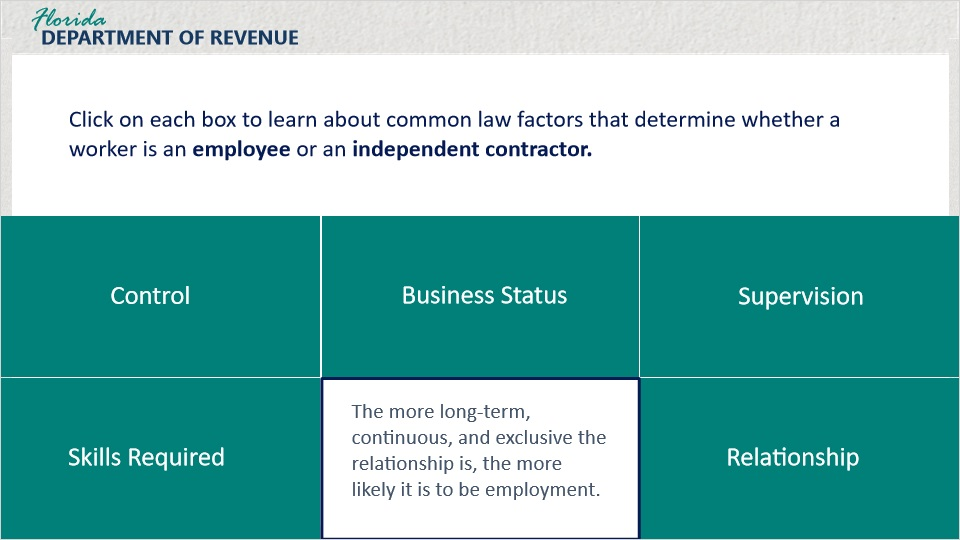 Florida
DEPARTMENT OF REVENUE
Click on each box to learn about common law factors that determine whether a
worker is an employee or an independent contractor.
Control
Business Status
Supervision
Skills Required
The more long-term,
continuous, and exclusive the
relationship is, the more
likely it is to be employment.
Relationship